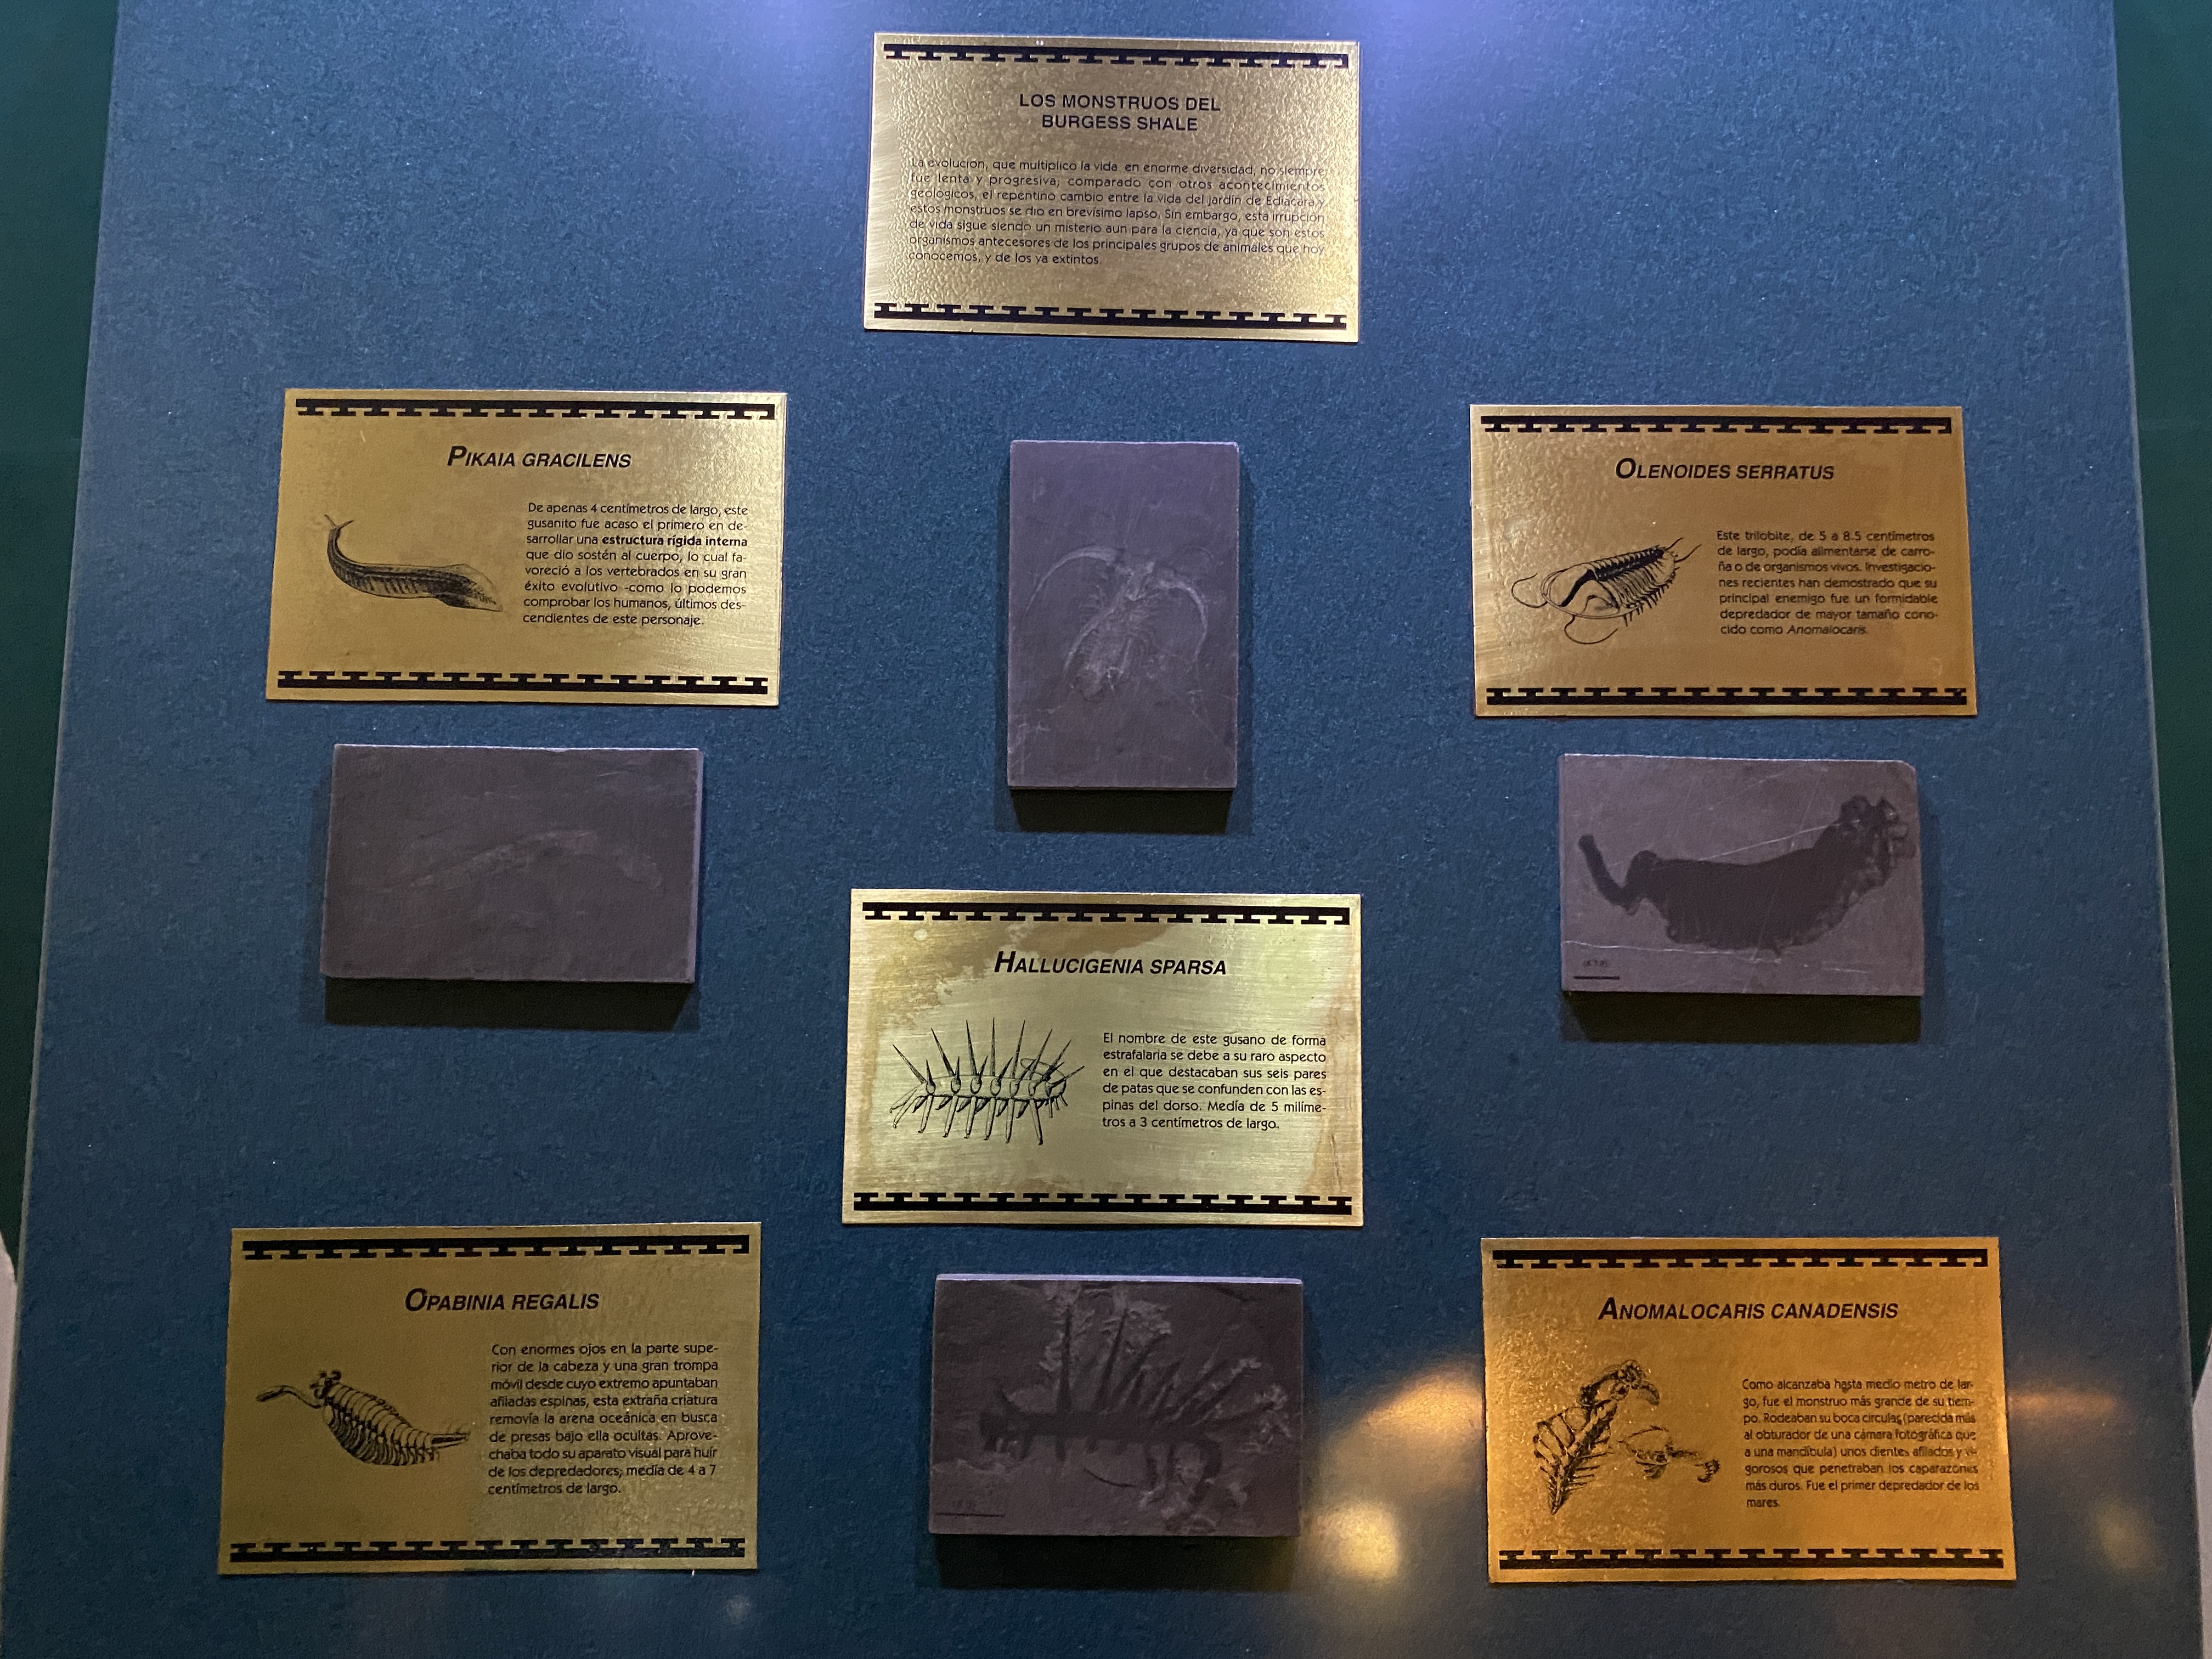 LOS MONSTRUOS DEL
BURGESS SHALE
La evolución, que multiplico la vida en enorme diversidad, no siempre
fue lenta y progresiva; comparado con otros acontecimientos
geológicos, el repentino cambio entre la vida del jardín de Ediacara y
estos monstruos se dio en brevísimo lapso. Sin embargo, esta irrupción
de vida sigue siendo un misterio aun para la ciencia, ya que son estos
organismos antecesores de los principales grupos de animales que hoy
conocemos, y de los ya extintos.
PIKAIA GRACILENS
De apenas 4 centímetros de largo, este
gusanito fue acaso el primero en de-
sarrollar una estructura rígida interna
que dio sostén al cuerpo, lo cual fa-
voreció a los vertebrados en su gran
éxito evolutivo -como lo podemos
comprobar los humanos, últimos des-
cendientes de este personaje.
OLENOIDES SERRATUS
Este trilobite, de 5 a 8.5 centímetros
de largo, podía alimentarse de carro-
ña o de organismos vivos. Investigacio-
nes recientes han demostrado que su
principal enemigo fue un formidable
depredador de mayor tamaño cono-
cido como Anomalocaris.
HALLUCIGENIA SPARSA
El nombre de este gusano de forma
estrafalaria se debe a su raro aspecto
en el que destacaban sus seis pares
de patas que se confunden con las es-
pinas del dorso. Medía de 5 milíme-
tros a 3 centímetros de largo.
OPABINIA REGALIS
Con enormes ojos en la parte supe-
rior de la cabeza y una gran trompa
móvil desde cuyo extremo apuntaban
afiladas espinas, esta extraña criatura
removía la arena oceánica en busca
de presas bajo ella ocultas. Aprove-
chaba todo su aparato visual para huír
de los depredadores; medía de 4 a 7
centímetros de largo.
ANOMALOCARIS CANADENSIS
Como alcanzaba hasta medio metro de lar-
go, fue el monstruo más grande de su tiem-
po. Rodeaban su boca circular (parecida más
al obturador de una cámara fotográfica que
a una mandíbula) unos dientes afilados y vi-
gorosos que penetraban los caparazones
más duros. Fue el primer depredador de los
mares.